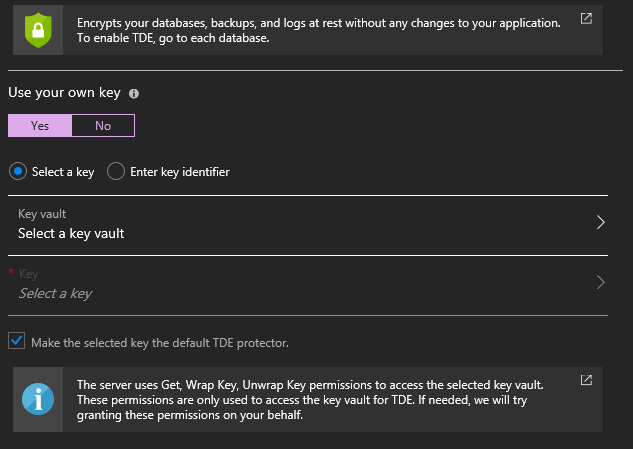 Encrypts your databases, backups, and logs at rest without any changes to your application.
To enable TDE, go to each database.
Use your own key
Yes No
Select a key Enter key identifier
Key vault
Select a key vault
* Key
Select a key
Make the selected key the default TDE protector.
The server uses Get, Wrap Key, Unwrap Key permissions to access the selected key vault.
These permissions are only used to access the key vault for TDE. If needed, we will try
granting these permissions on your behalf.